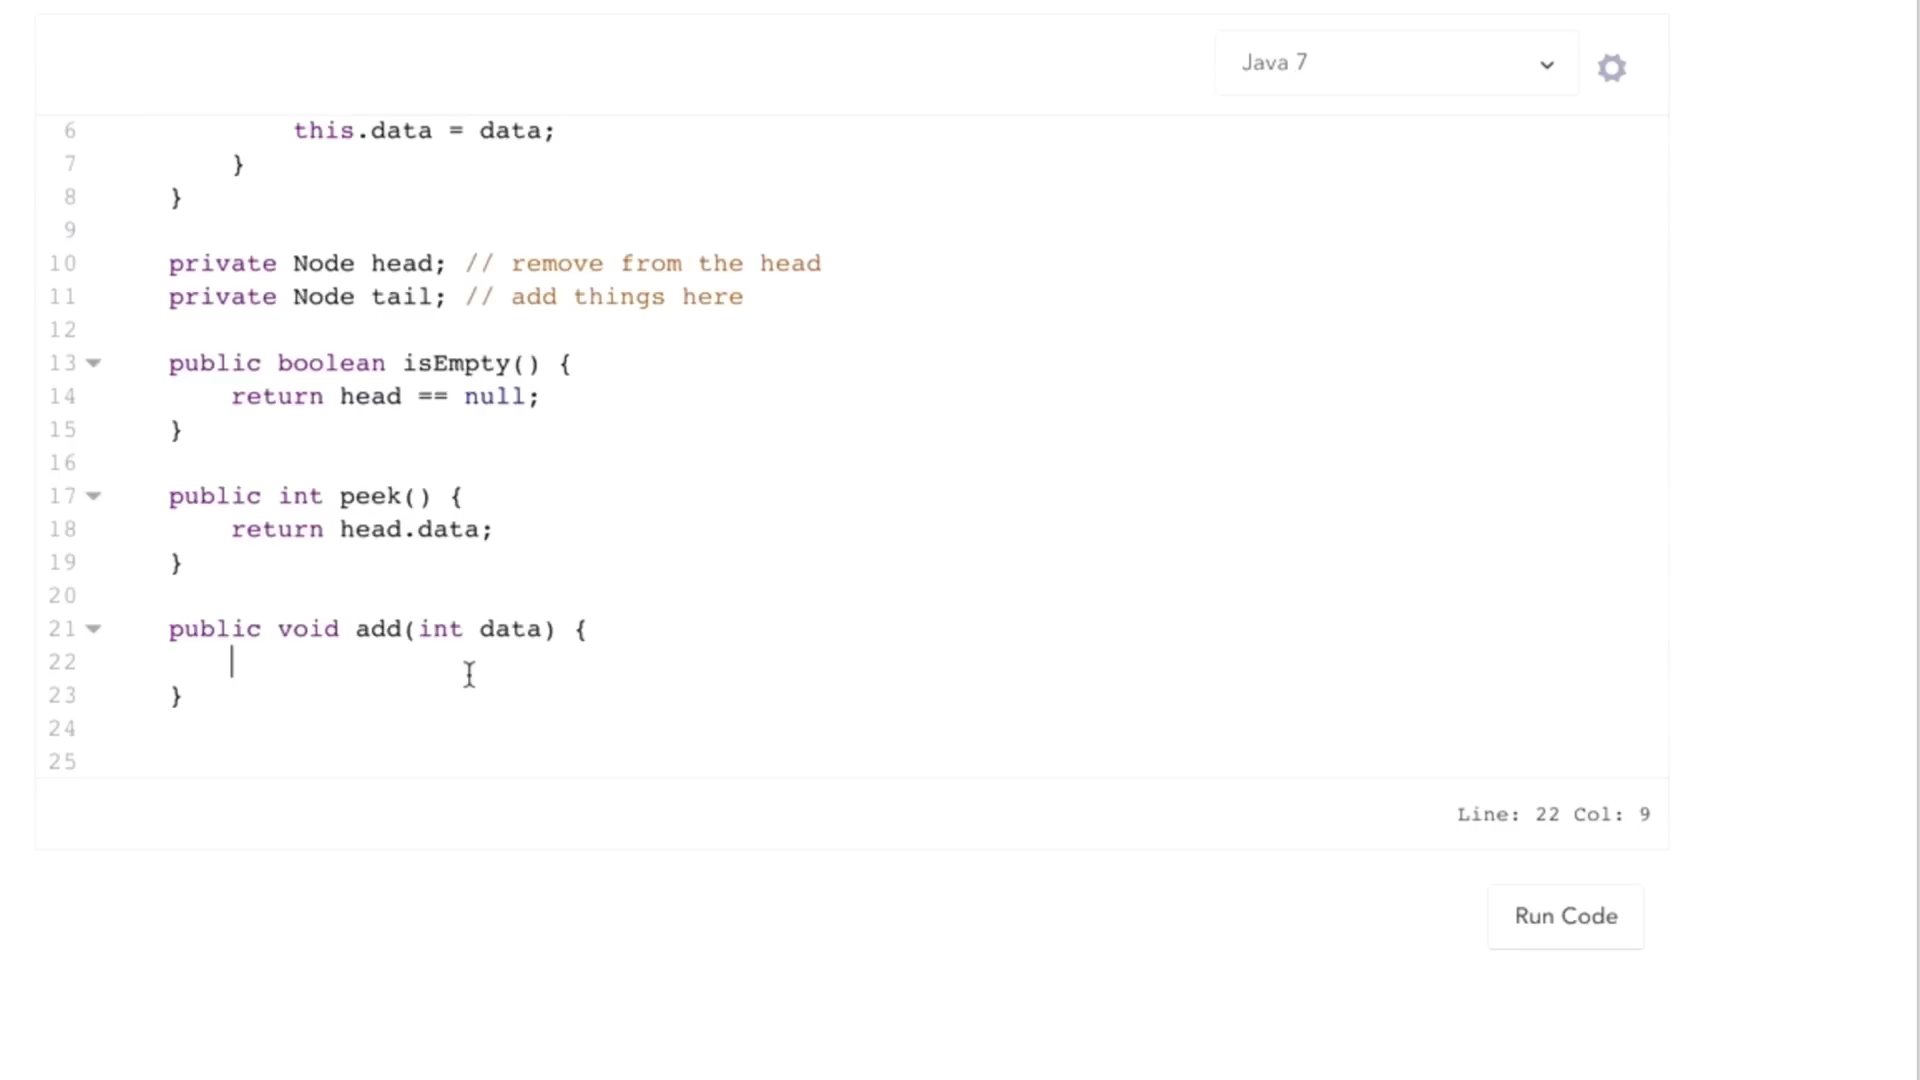 Java 7
6 this.data = data;
7 }
8 }
9
10 private Node head; // remove from the head
11 private Node tail; // add things here
12
13 public boolean isEmpty() {
14 return head == null;
15 }
16
17 public int peek() {
18 return head.data;
19 }
20
21 public void add(int data) {
22
23 }
24
25
Line: 22 Col: 9
Run Code